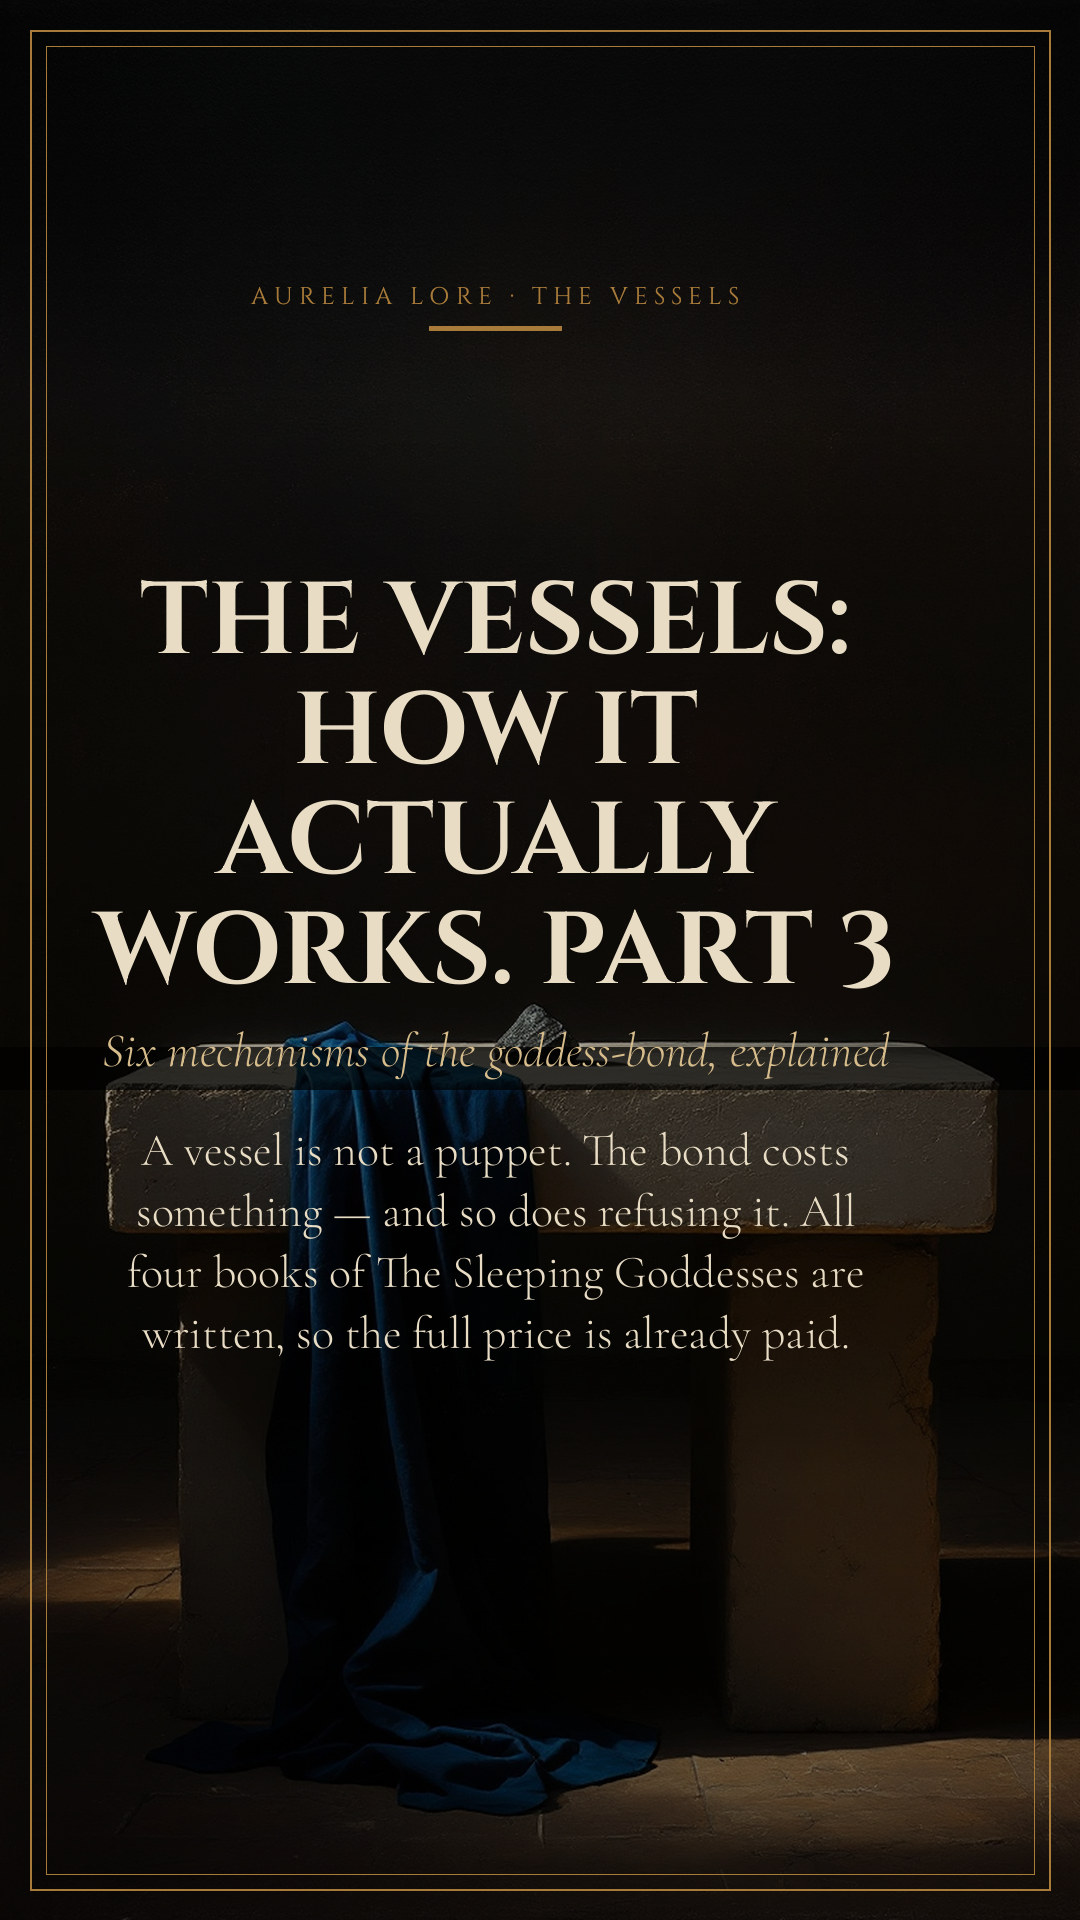 AURELIA LORE · THE VESSELS
THE VESSELS:
HOW IT
ACTUALLY
WORKS. PART 3
Six mechanisms of the goddess-bond, explained
A vessel is not a puppet. The bond costs
something — and so does refusing it. All
four books of The Sleeping Goddesses are
written, so the full price is already paid.